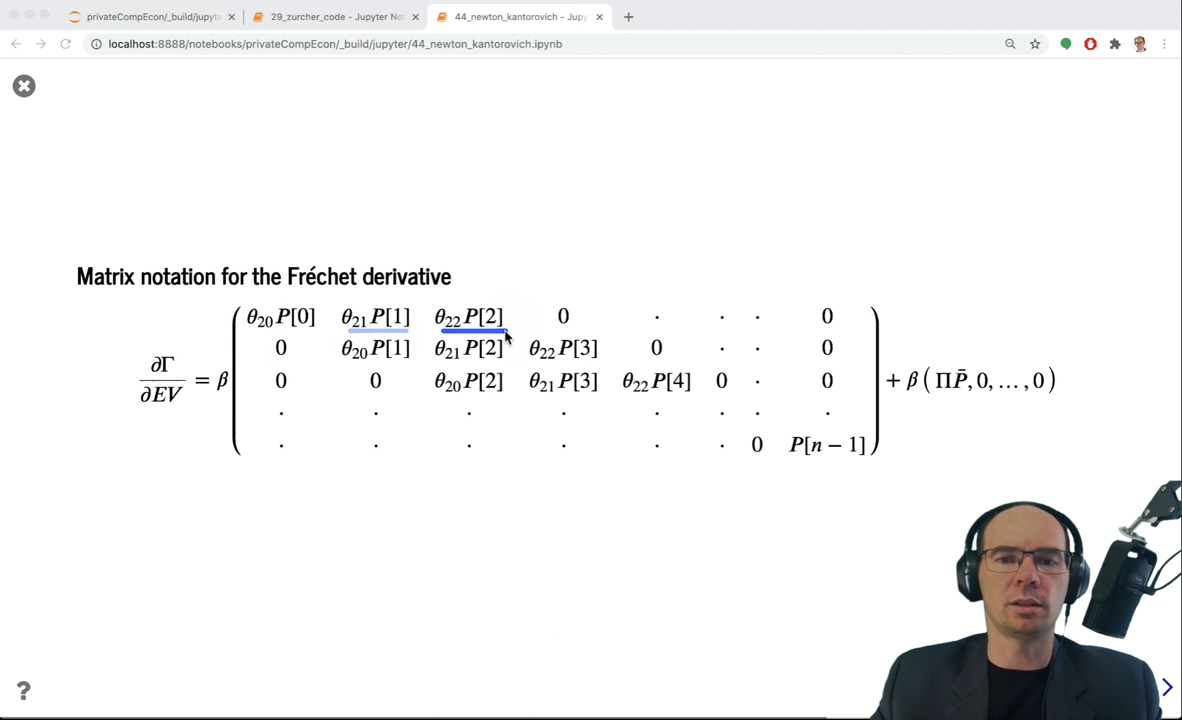 privateCompEcon/_build/jupyte
29_zurcher_code - Jupyter No
44_newton_kantorovich - Jupy
localhost:8888/notebooks/privateCompEcon/_build/jupyter/44_newton_kantorovich.ipynb
Matrix notation for the Fréchet derivative
θ₂₀P[0] θ₂₁P[1] θ₂₂P[2] 0 · · · 0
0 θ₂₀P[1] θ₂₁P[2] θ₂₂P[3] 0 · · 0
∂Γ/∂EV = β ( 0 0 θ₂₀P[2] θ₂₁P[3] θ₂₂P[4] 0 · 0 ) + β ( ΠP̄, 0, … , 0 )
· · · · · · · ·
· · · · · · 0 P[n − 1]
?